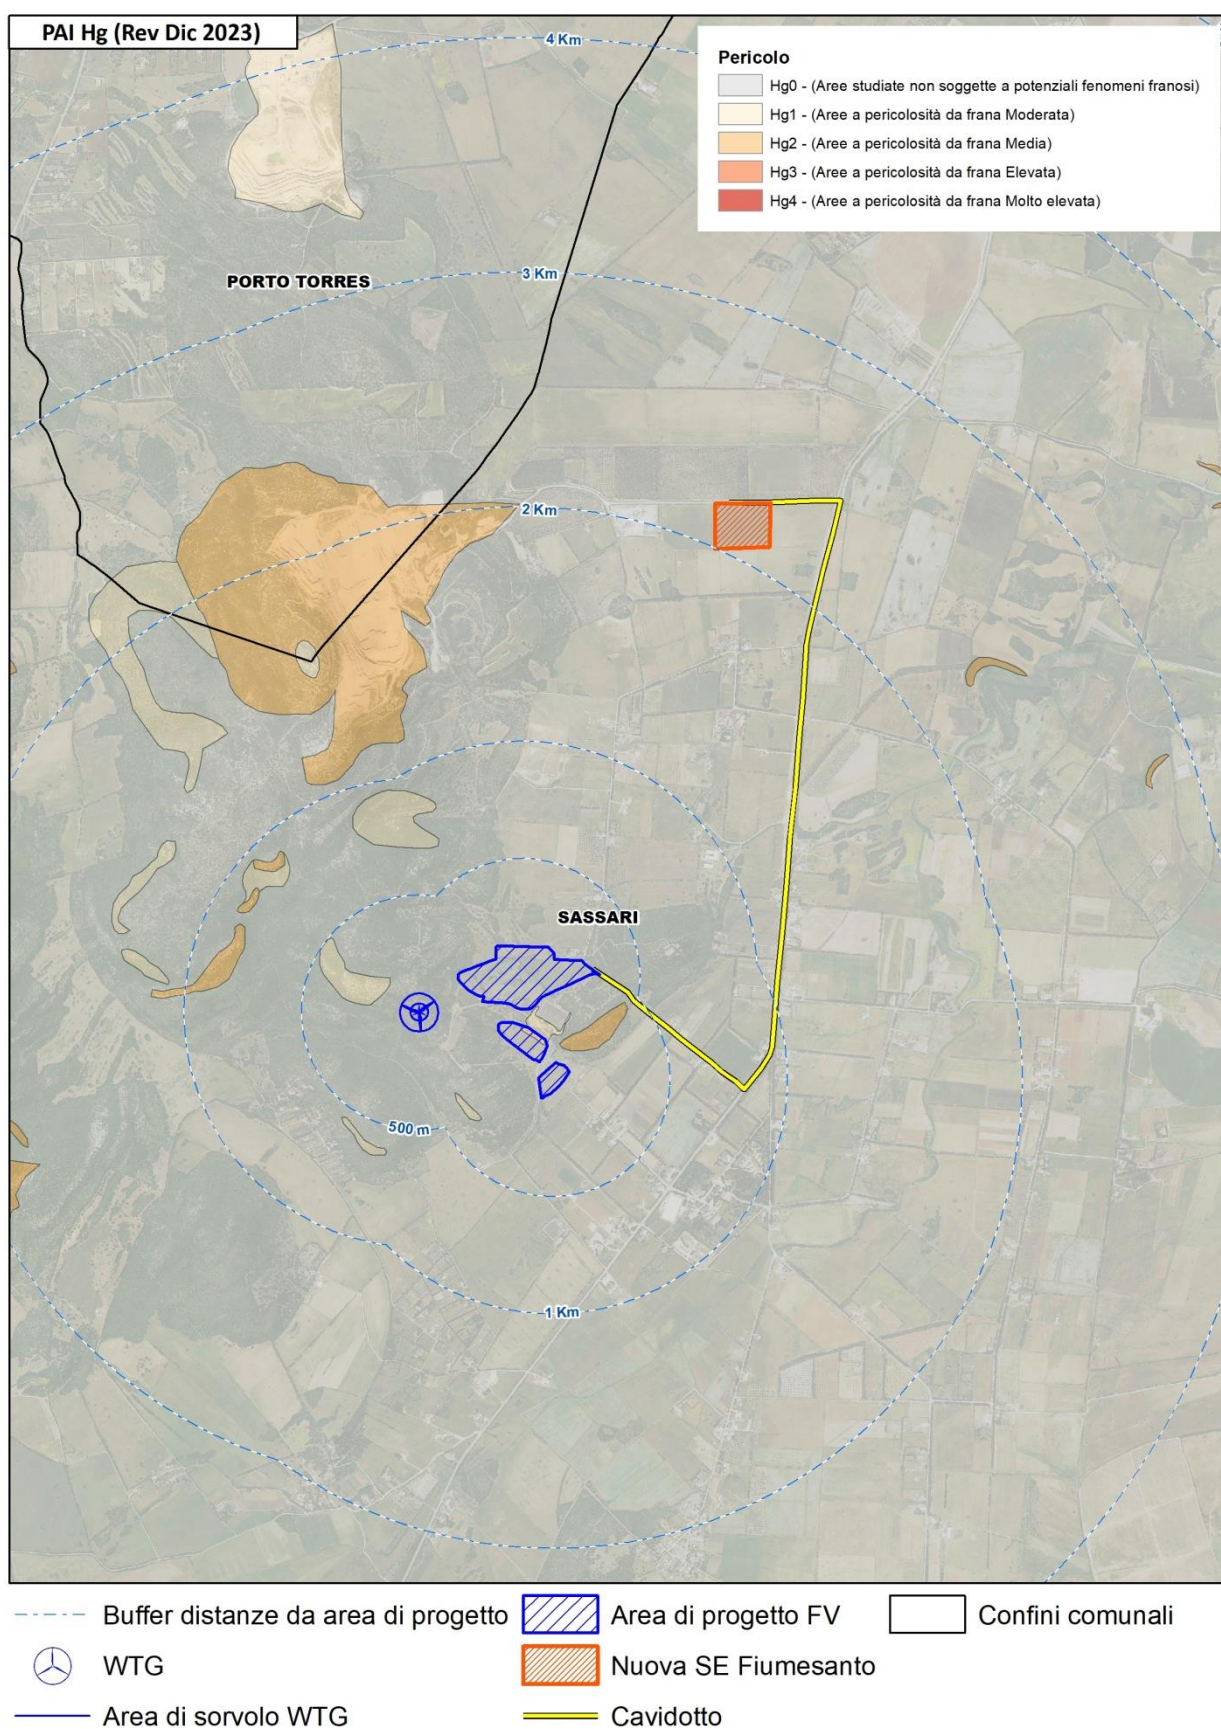 PAI Hg (Rev Dic 2023)
4 Km
Pericolo
Hg0 - (Aree studiate non soggette a potenziali fenomeni franosi)
Hg1 - (Aree a pericolosità da frana Moderata)
Hg2 - (Aree a pericolosità da frana Media)
Hg3 - (Aree a pericolosità da frana Elevata)
Hg4 - (Aree a pericolosità da frana Molto elevata)
3 Km
PORTO TORRES
2 Km
SASSARI
500 m
1 Km
Buffer distanze da area di progetto
Area di progetto FV
Confini comunali
WTG
Nuova SE Fiumesanto
Area di sorvolo WTG
Cavidotto